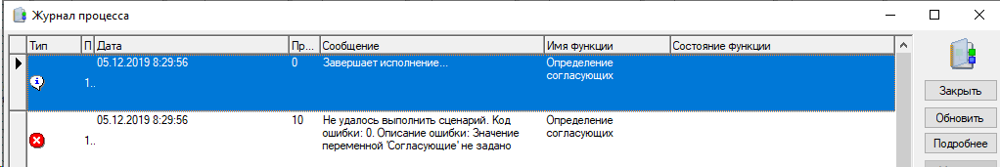 Журнал процесса
Тип П Дата Пр... Сообщение Имя функции Состояние функции
05.12.2019 8:29:56 0 Завершает исполнение... Определение
согласующих
1..
Закрыть
05.12.2019 8:29:56 10 Не удалось выполнить сценарий. Код Определение
Обновить
ошибки: 0. Описание ошибки: Значение согласующих
1..
переменной 'Согласующие' не задано
Подробнее